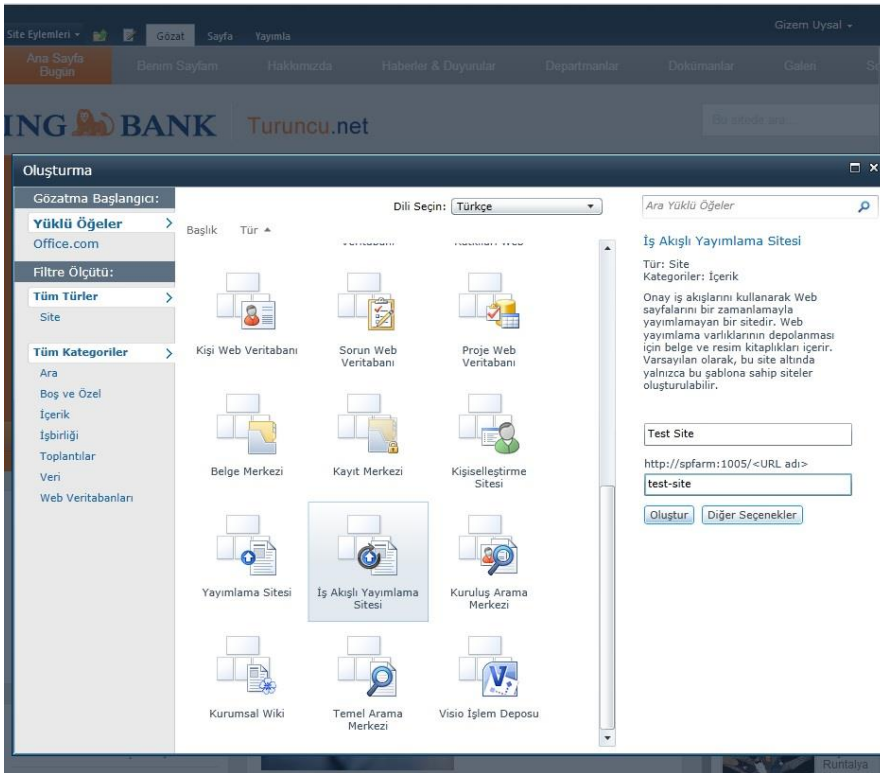 Gizem Uysal
Site Eylemleri
Gözat
Sayfa
Yayımla
Ana Sayfa
Bugün
Benim Sayfam
Hakkımızda
Haberler & Duyurular
Departmanlar
Dokümanlar
Galeri
ING BANK
Turuncu.net
Bu sitede ara...
Oluşturma
Gözatma Başlangıcı:
Yüklü Öğeler
Office.com
Filtre Ölçütü:
Tüm Türler
Site
Tüm Kategoriler
Ara
Boş ve Özel
İçerik
İşbirliği
Toplantılar
Veri
Web Veritabanları
Dili Seçin: Türkçe
Başlık Tür
Kişi Web Veritabanı
Sorun Web
Veritabanı
Proje Web
Veritabanı
Belge Merkezi
Kayıt Merkezi
Kişiselleştirme
Sitesi
Yayımlama Sitesi
İş Akışlı Yayımlama
Sitesi
Kuruluş Arama
Merkezi
Kurumsal Wiki
Temel Arama
Merkezi
Visio İşlem Deposu
Ara Yüklü Öğeler
İş Akışlı Yayımlama Sitesi
Tür: Site
Kategoriler: İçerik
Onay iş akışlarını kullanarak Web
sayfalarını bir zamanlamayla
yayımlamayan bir sitedir. Web
yayımlama varlıklarının depolanması
için belge ve resim kitaplıkları içerir.
Varsayılan olarak, bu site altında
yalnızca bu şablona sahip siteler
oluşturulabilir.
Test Site
http://spfarm:1005/<URL adı>
test-site
Oluştur
Diğer Seçenekler
Runtalya